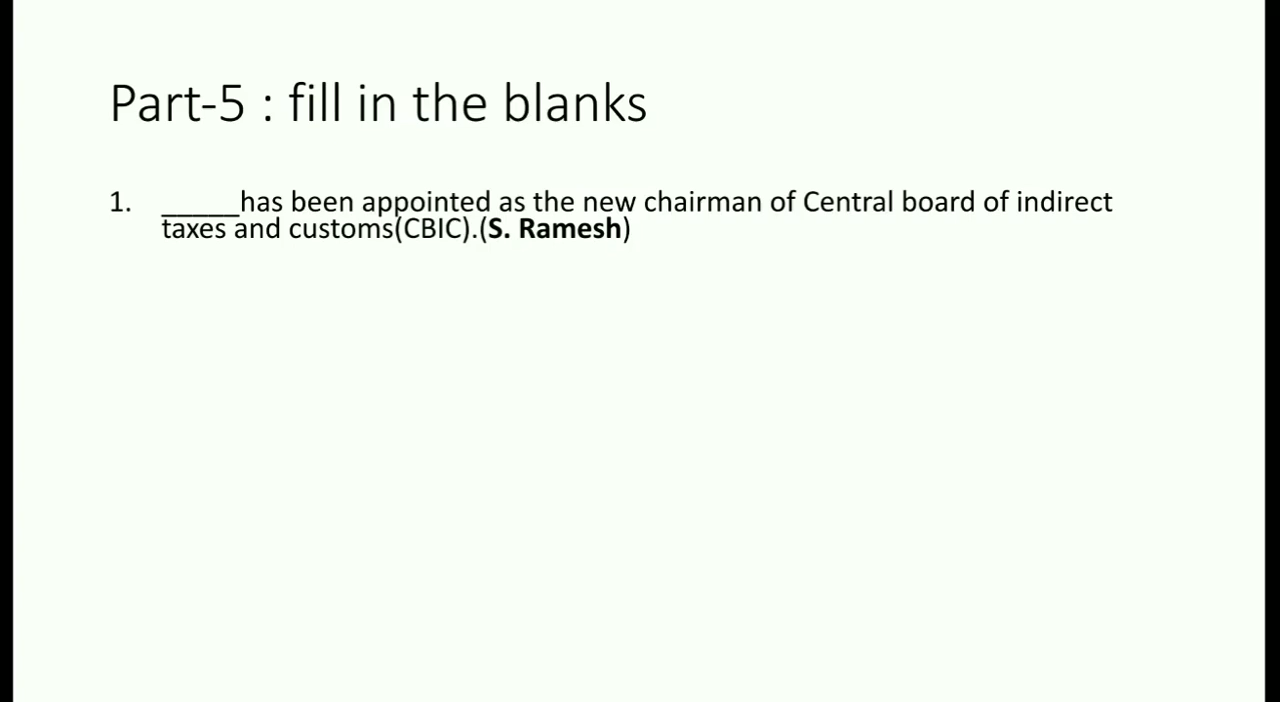 Part-5 : fill in the blanks
1. _____has been appointed as the new chairman of Central board of indirect
taxes and customs(CBIC).(S. Ramesh)